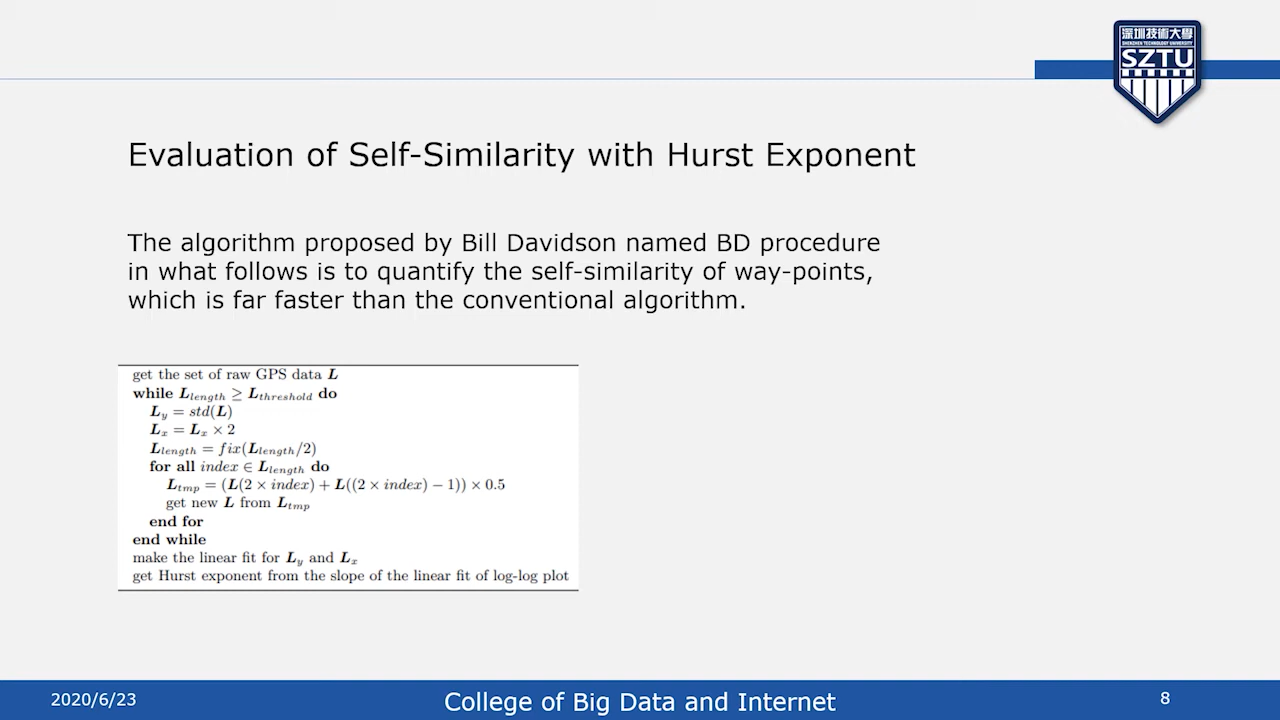 深圳技術大學
SHENZHEN TECHNOLOGY UNIVERSITY
SZTU
Evaluation of Self-Similarity with Hurst Exponent
The algorithm proposed by Bill Davidson named BD procedure
in what follows is to quantify the self-similarity of way-points,
which is far faster than the conventional algorithm.
get the set of raw GPS data L
while L_length ≥ L_threshold do
L_y = std(L)
L_x = L_x × 2
L_length = fix(L_length/2)
for all index ∈ L_length do
L_tmp = (L(2 × index) + L((2 × index) − 1)) × 0.5
get new L from L_tmp
end for
end while
make the linear fit for L_y and L_x
get Hurst exponent from the slope of the linear fit of log-log plot
2020/6/23
College of Big Data and Internet
8